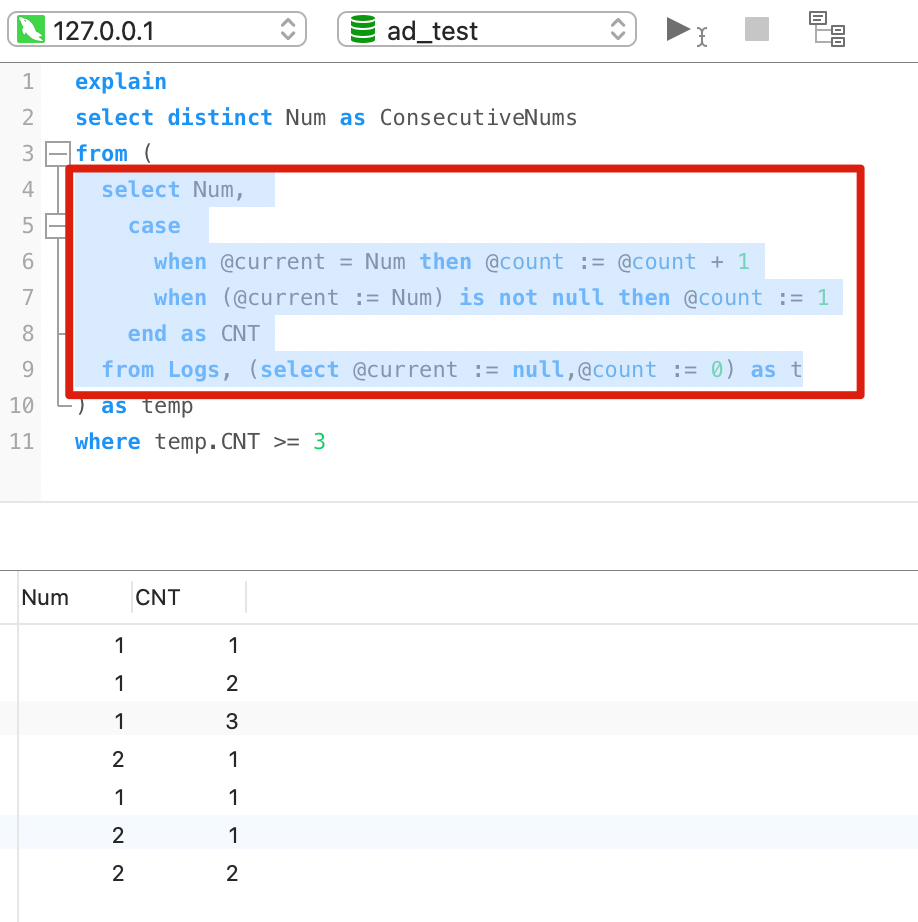 127.0.0.1 ad_test
1 explain
2 select distinct Num as ConsecutiveNums
3 from (
4 select Num,
5 case
6 when @current = Num then @count := @count + 1
7 when (@current := Num) is not null then @count := 1
8 end as CNT
9 from Logs, (select @current := null,@count := 0) as t
10 ) as temp
11 where temp.CNT >= 3
Num CNT
1 1
1 2
1 3
2 1
1 1
2 1
2 2